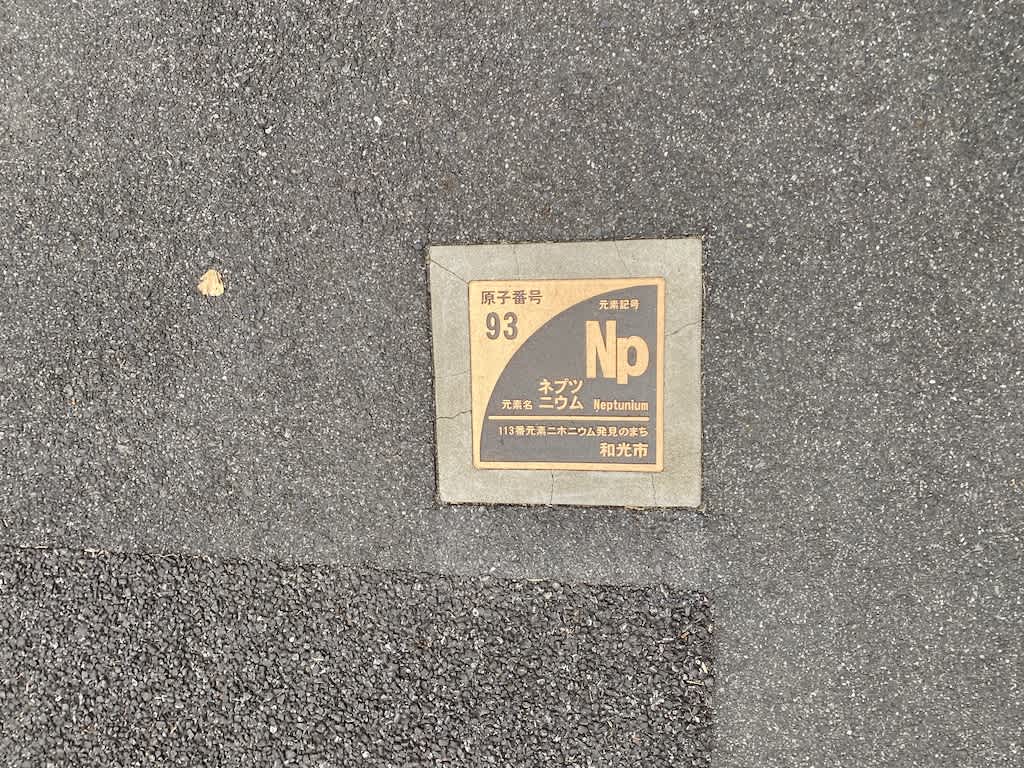 原子番号
93
元素記号
Np
元素名 ネプツ
ニウム Neptunium
113番元素ニホニウム発見のまち
和光市